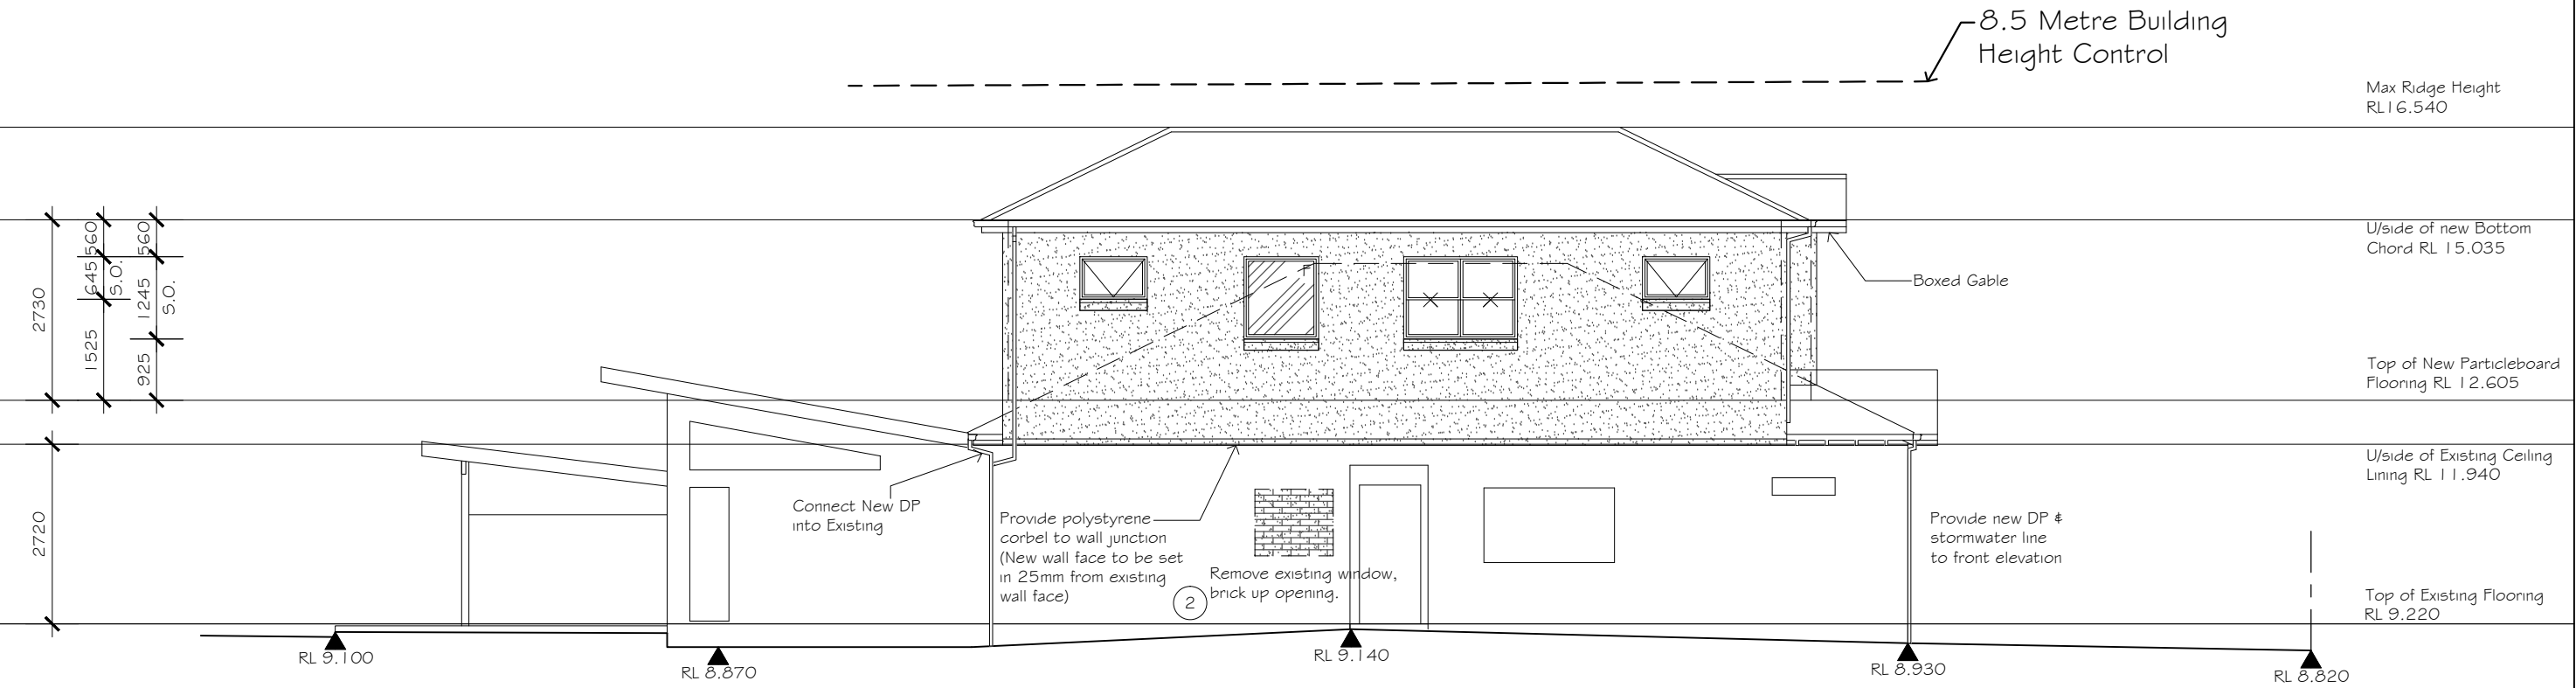 8.5 Metre Building
Height Control
Max Ridge Height
RL16.540
U/side of new Bottom
Chord RL 15.035
Boxed Gable
Top of New Particleboard
Flooring RL 12.605
U/side of Existing Ceiling
Lining RL 11.940
Top of Existing Flooring
RL 9.220
2730
560
645
S.O.
1525
560
1245
S.O.
925
2720
Connect New DP
into Existing
Provide polystyrene
corbel to wall junction
(New wall face to be set
in 25mm from existing
wall face)
2
Remove existing window,
brick up opening.
Provide new DP &
stormwater line
to front elevation
RL 9.100
RL 8.870
RL 9.140
RL 8.930
RL 8.820